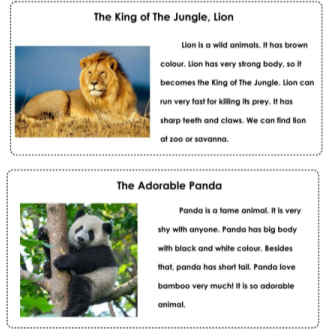 The King of The Jungle, Lion
Lion is a wild animals. It has brown
colour. Lion has very strong body, so it
becomes the King of The Jungle. Lion can
run very fast for killing its prey. It has
sharp teeth and claws. We can find lion
at zoo or savanna.
The Adorable Panda
Panda is a tame animal. It is very
shy with anyone. Panda has big body
with black and white colour. Besides
that, panda has short tail. Panda love
bamboo very much! It is so adorable
animal.